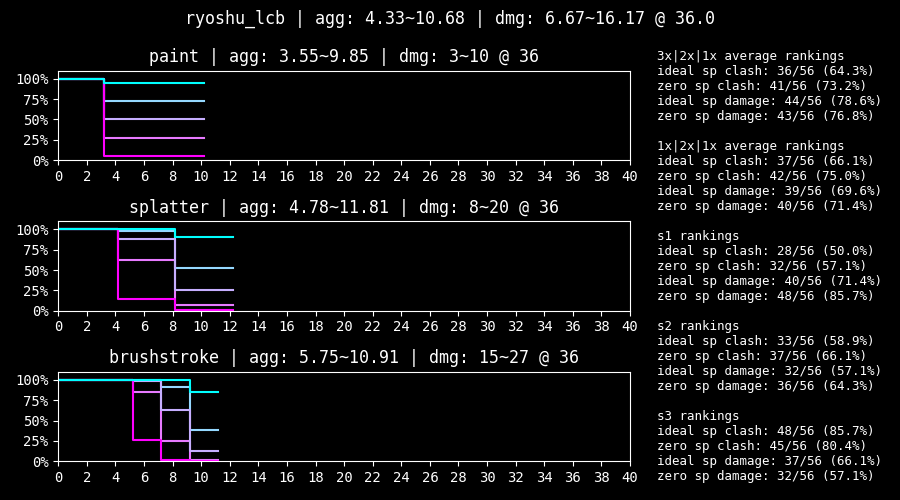 ryoshu_lcb | agg: 4.33~10.68 | dmg: 6.67~16.17 @ 36.0
paint | agg: 3.55~9.85 | dmg: 3~10 @ 36
100%
75%
50%
25%
0%
0 2 4 6 8 10 12 14 16 18 20 22 24 26 28 30 32 34 36 38 40
splatter | agg: 4.78~11.81 | dmg: 8~20 @ 36
100%
75%
50%
25%
0%
0 2 4 6 8 10 12 14 16 18 20 22 24 26 28 30 32 34 36 38 40
brushstroke | agg: 5.75~10.91 | dmg: 15~27 @ 36
100%
75%
50%
25%
0%
0 2 4 6 8 10 12 14 16 18 20 22 24 26 28 30 32 34 36 38 40
3x|2x|1x average rankings
ideal sp clash: 36/56 (64.3%)
zero sp clash: 41/56 (73.2%)
ideal sp damage: 44/56 (78.6%)
zero sp damage: 43/56 (76.8%)
1x|2x|1x average rankings
ideal sp clash: 37/56 (66.1%)
zero sp clash: 42/56 (75.0%)
ideal sp damage: 39/56 (69.6%)
zero sp damage: 40/56 (71.4%)
s1 rankings
ideal sp clash: 28/56 (50.0%)
zero sp clash: 32/56 (57.1%)
ideal sp damage: 40/56 (71.4%)
zero sp damage: 48/56 (85.7%)
s2 rankings
ideal sp clash: 33/56 (58.9%)
zero sp clash: 37/56 (66.1%)
ideal sp damage: 32/56 (57.1%)
zero sp damage: 36/56 (64.3%)
s3 rankings
ideal sp clash: 48/56 (85.7%)
zero sp clash: 45/56 (80.4%)
ideal sp damage: 37/56 (66.1%)
zero sp damage: 32/56 (57.1%)